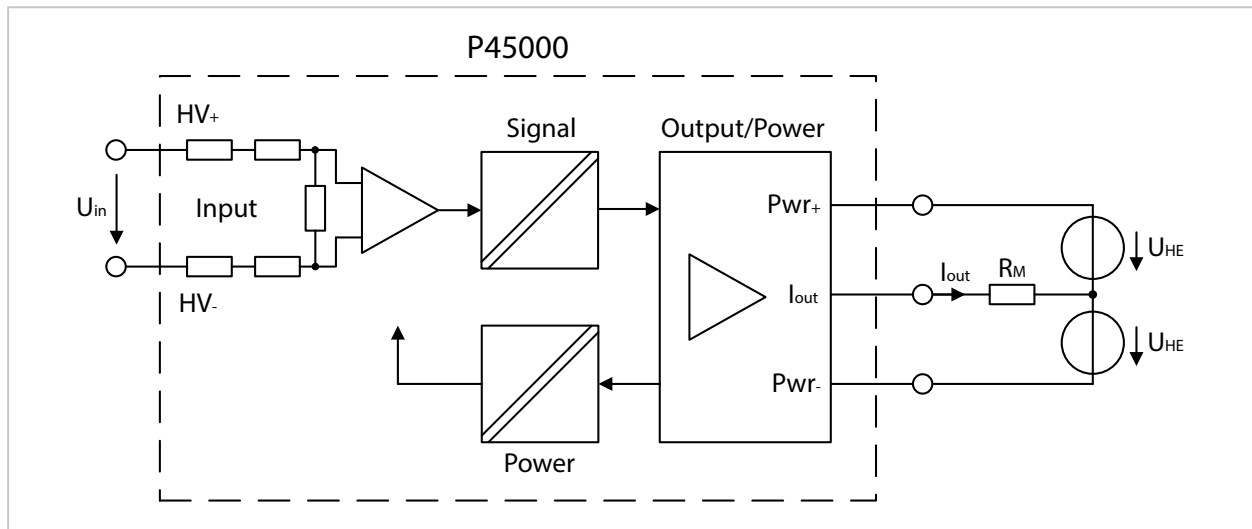 P45000
HV+
Signal
Output/Power
Uin
Input
Pwr+
UHE
Iout
Iout
RM
HV-
UHE
Pwr-
Power